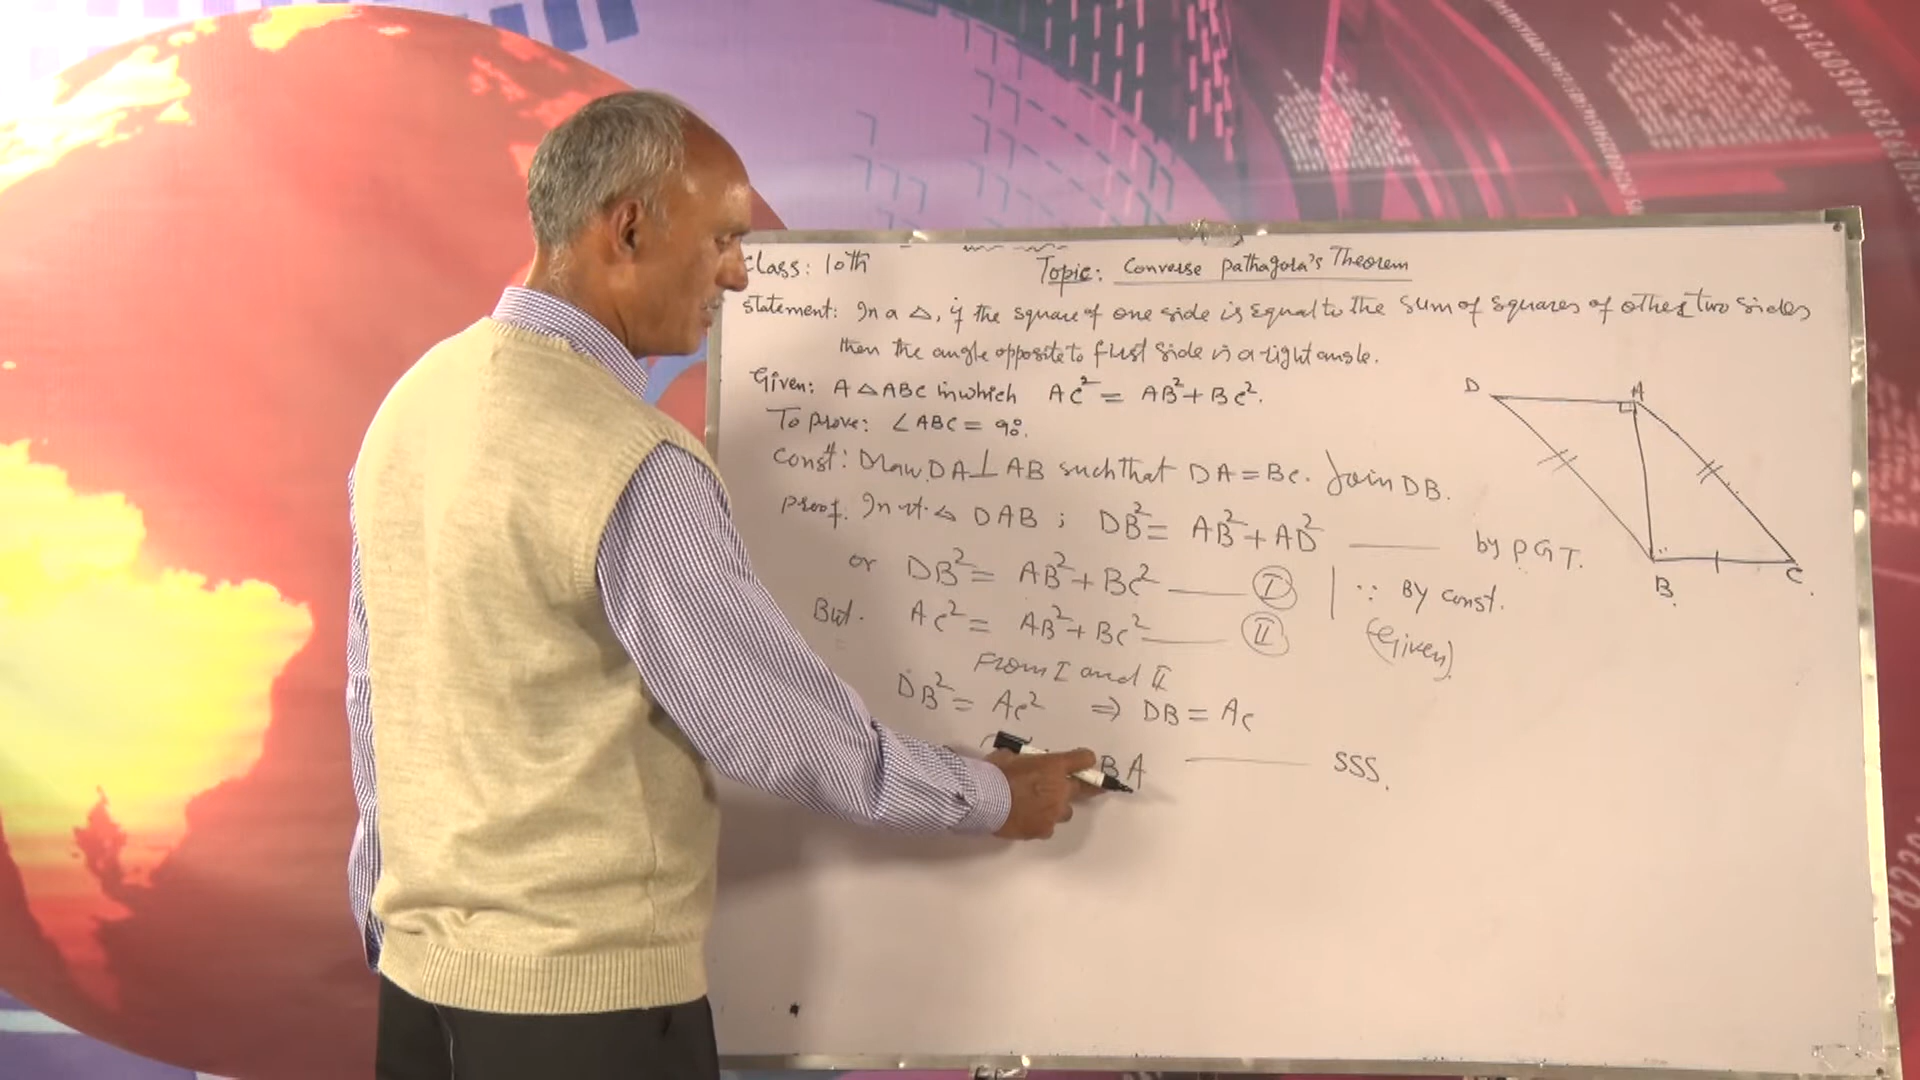 Class: 10th
Topic: Converse Pathagora's Theorem
Statement: In a △, if the square of one side is Equal to the Sum of Squares of other two sides
then the angle opposite to first side is a right angle.
Given: A △ABC in which AC² = AB² + BC².
To prove: ∠ABC = 90°.
Const: Draw DA ⊥ AB such that DA = BC. Join DB.
Proof. In rt. △ DAB ; DB² = AB² + AD² ——— by P.G.T.
or DB² = AB² + BC² ——— I | ∵ By const.
But. AC² = AB² + BC² ——— II (Given)
From I and II
DB² = AC² ⇒ DB = AC
BA ——— SSS.
D
A
B
C